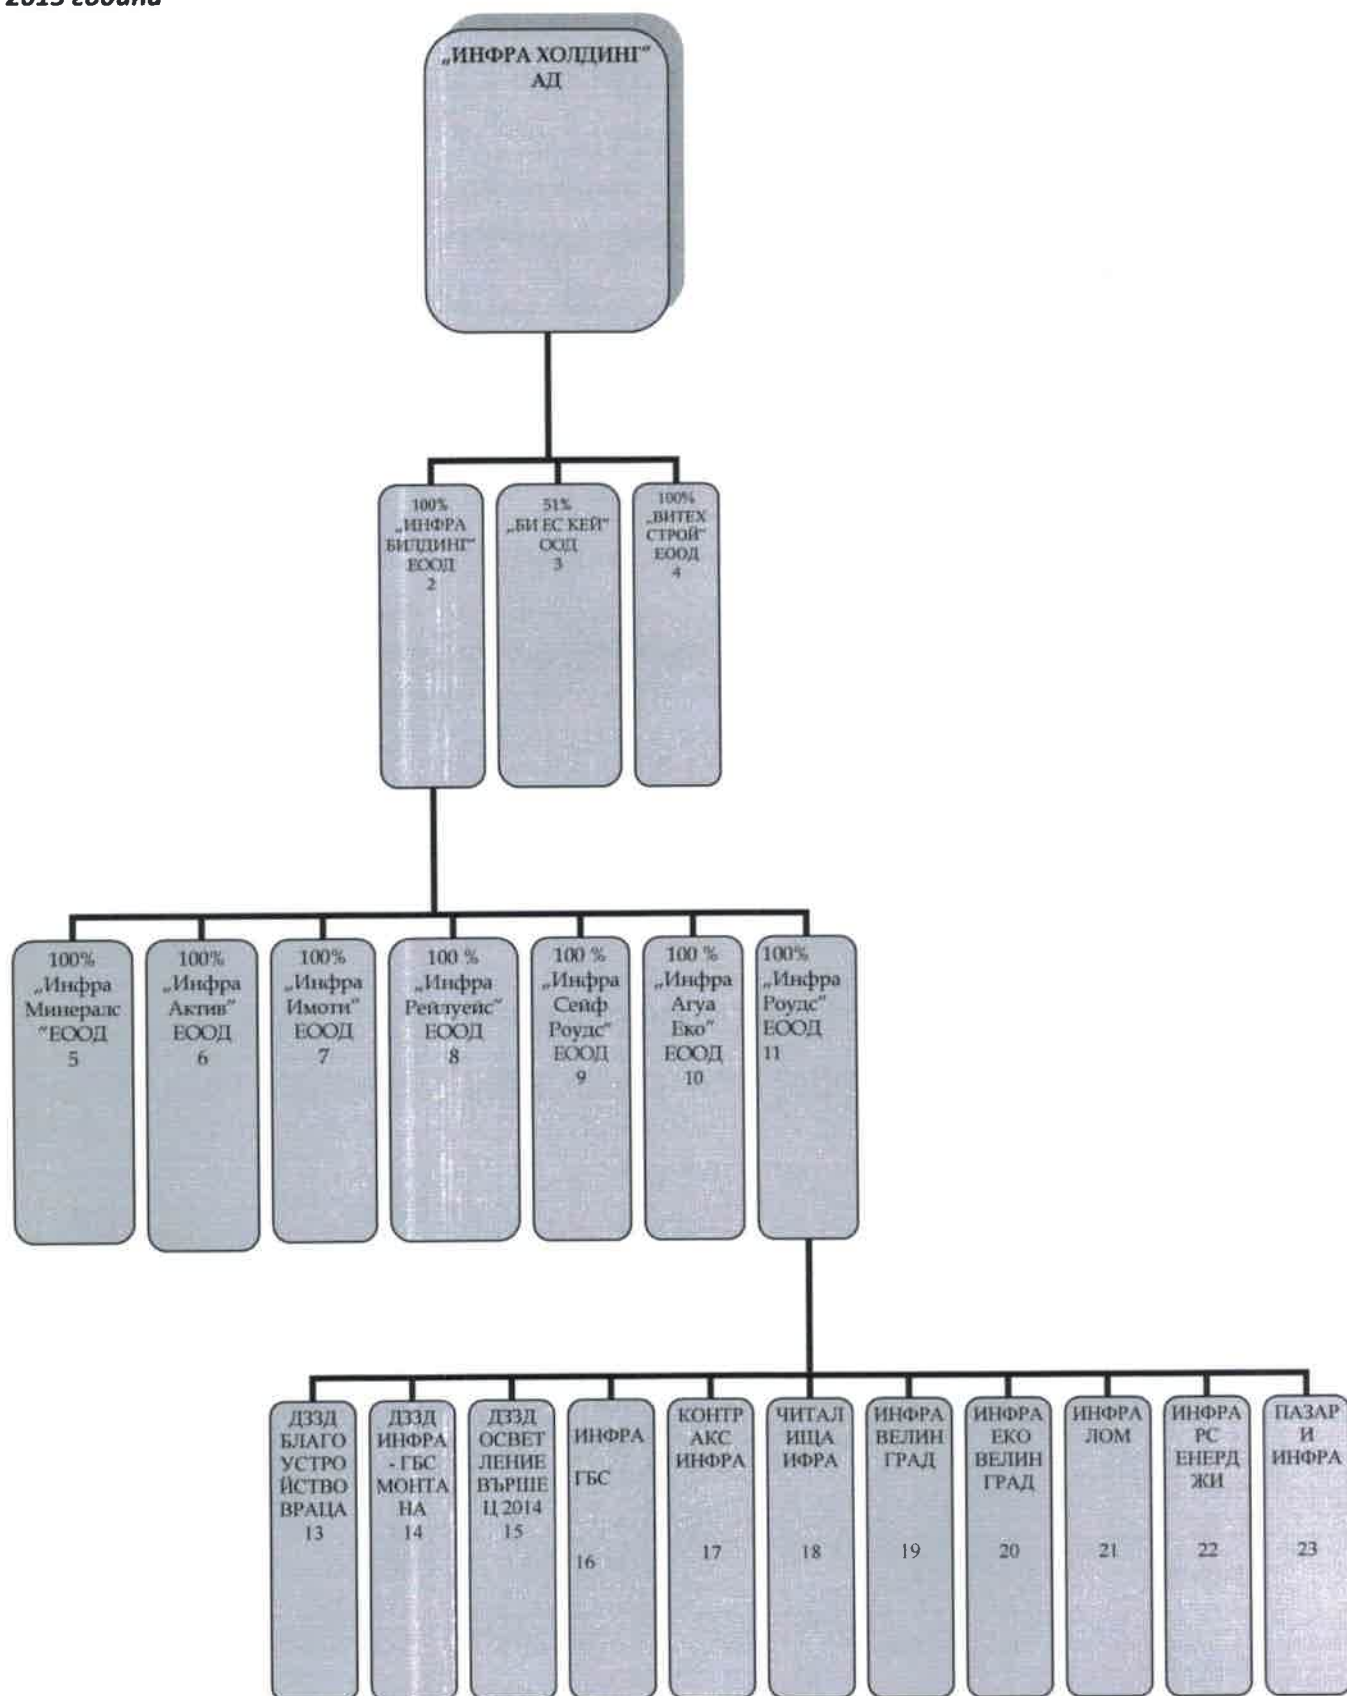 2015 година
„ИНФРА ХОЛДИНГ"
АД
100%
„ИНФРА
БИЛДИНГ"
ЕООД
2
51%
„БИ ЕС КЕЙ"
ООД
3
100%
„ВИТЕХ
СТРОЙ"
ЕООД
4
100%
„Инфра
Минералс
"ЕООД
5
100%
„Инфра
Актив"
ЕООД
6
100%
„Инфра
Имоти"
ЕООД
7
100 %
„Инфра
Рейлуейс"
ЕООД
8
100 %
„Инфра
Сейф
Роудс"
ЕООД
9
100 %
„Инфра
Агуа
Еко"
ЕООД
10
100%
„Инфра
Роудс"
ЕООД
11
ДЗЗД
БЛАГО
УСТРО
ЙСТВО
ВРАЦА
13
ДЗЗД
ИНФРА
- ГБС
МОНТА
НА
14
ДЗЗД
ОСВЕТ
ЛЕНИЕ
ВЪРШЕ
Ц 2014
15
ИНФРА
ГБС
16
КОНТР
АКС
ИНФРА
17
ЧИТАЛ
ИЩА
ИФРА
18
ИНФРА
ВЕЛИН
ГРАД
19
ИНФРА
ЕКО
ВЕЛИН
ГРАД
20
ИНФРА
ЛОМ
21
ИНФРА
РС
ЕНЕРД
ЖИ
22
ПАЗАР
И
ИНФРА
23